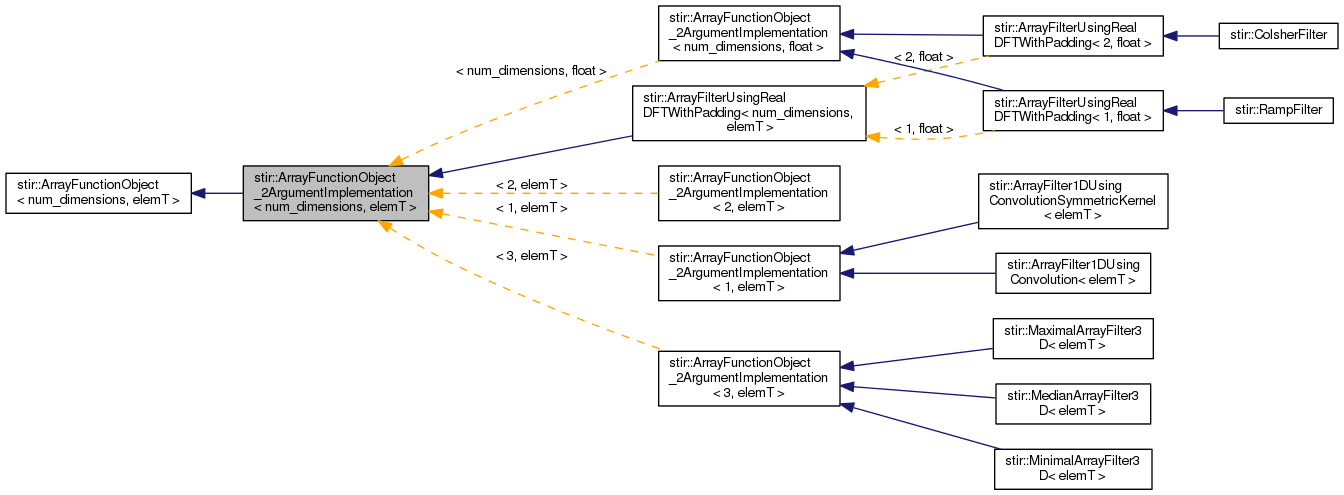 stir::ArrayFunctionObject
< num_dimensions, elemT >
stir::ArrayFunctionObject
_2ArgumentImplementation
< num_dimensions, elemT >
< num_dimensions, float >
< 2, elemT >
< 1, elemT >
< 3, elemT >
stir::ArrayFunctionObject
_2ArgumentImplementation
< num_dimensions, float >
stir::ArrayFilterUsingReal
DFTWithPadding< num_dimensions,
elemT >
stir::ArrayFunctionObject
_2ArgumentImplementation
< 2, elemT >
stir::ArrayFunctionObject
_2ArgumentImplementation
< 1, elemT >
stir::ArrayFunctionObject
_2ArgumentImplementation
< 3, elemT >
< 2, float >
< 1, float >
stir::ArrayFilterUsingReal
DFTWithPadding< 2, float >
stir::ArrayFilterUsingReal
DFTWithPadding< 1, float >
stir::ArrayFilter1DUsing
ConvolutionSymmetricKernel
< elemT >
stir::ArrayFilter1DUsing
Convolution< elemT >
stir::MaximalArrayFilter3
D< elemT >
stir::MedianArrayFilter3
D< elemT >
stir::MinimalArrayFilter3
D< elemT >
stir::ColsherFilter
stir::RampFilter